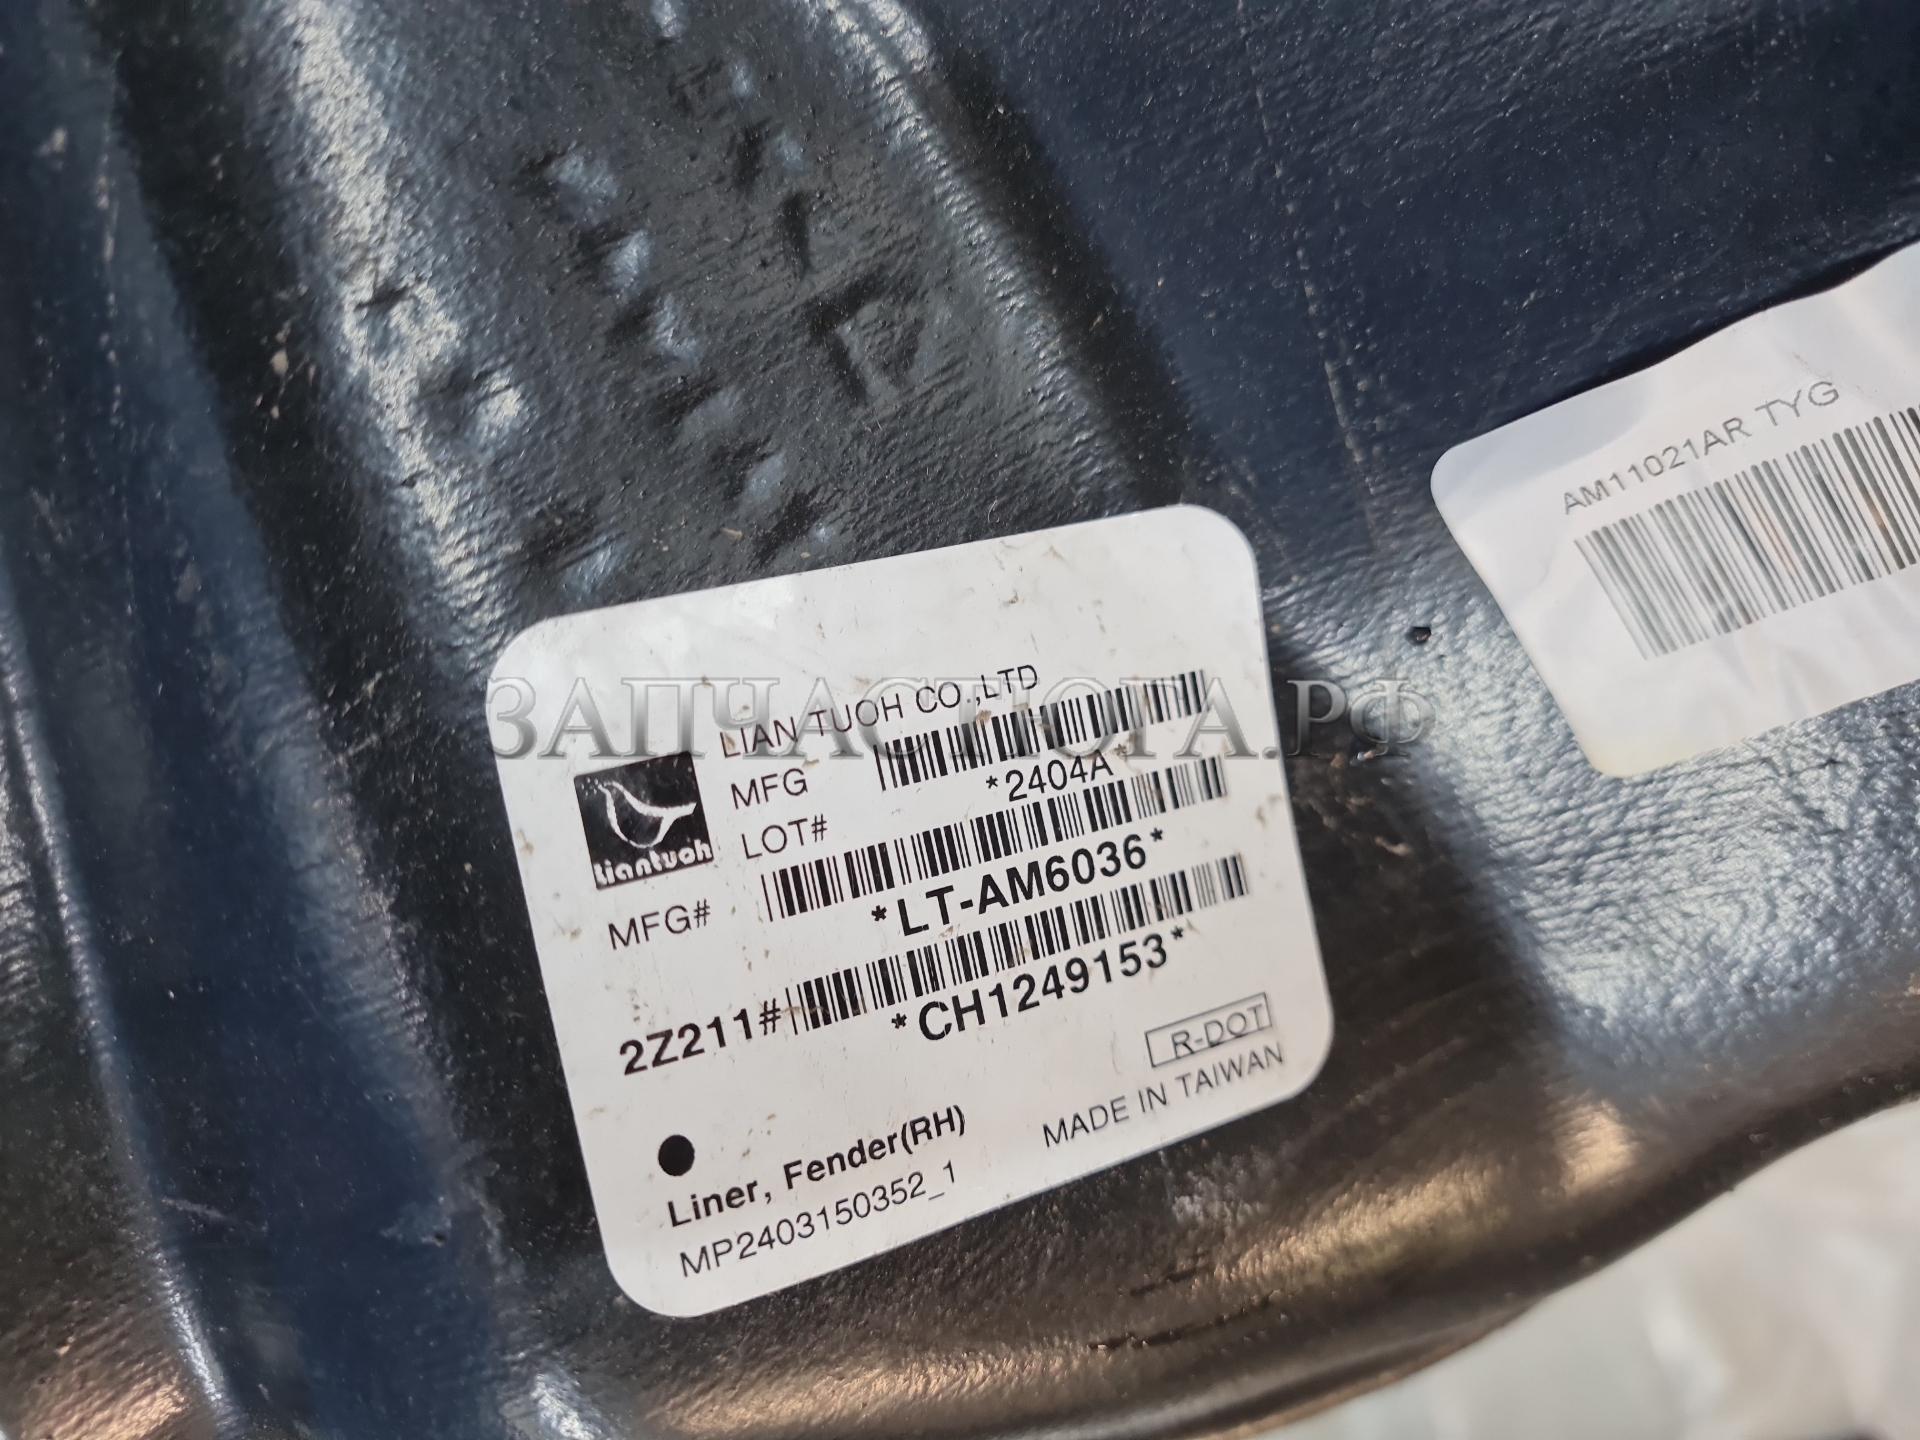 AM11021AR TYG
ЗАПЧАСТЮГА.РФ
LIAN TUOH CO.,LTD
MFG
LOT#
*2404A*
liantuoh
MFG#
*LT-AM6036*
2Z211#
*CH1249153*
R-DOT
MADE IN TAIWAN
Liner, Fender(RH)
MP2403150352_1